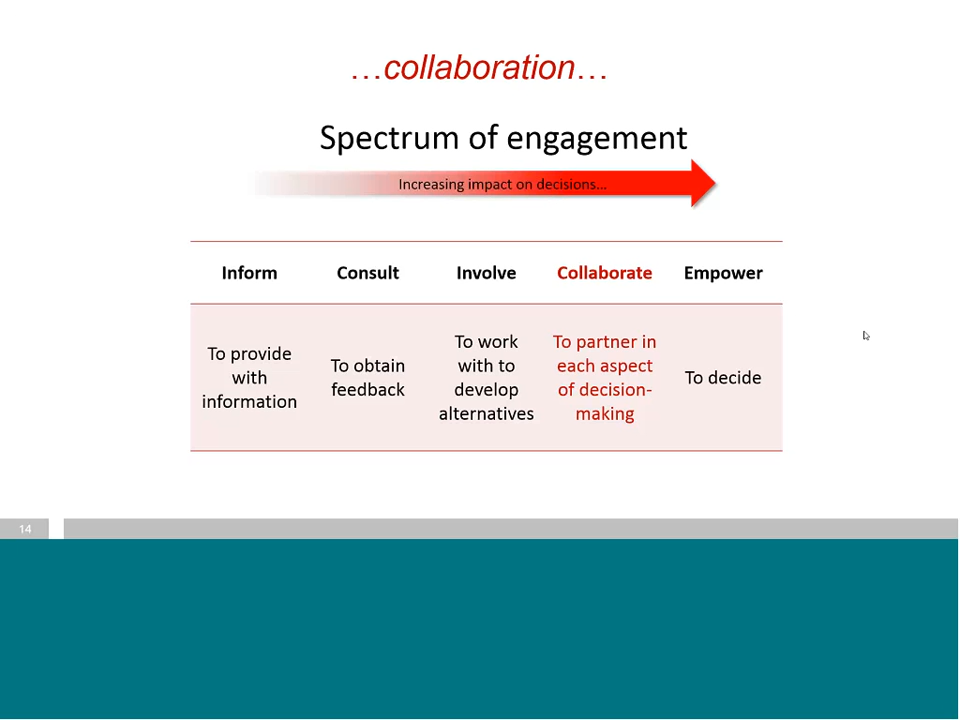 …collaboration…
Spectrum of engagement
Increasing impact on decisions…
Inform Consult Involve Collaborate Empower
To provide
with
information
To obtain
feedback
To work
with to
develop
alternatives
To partner in
each aspect
of decision-
making
To decide
14